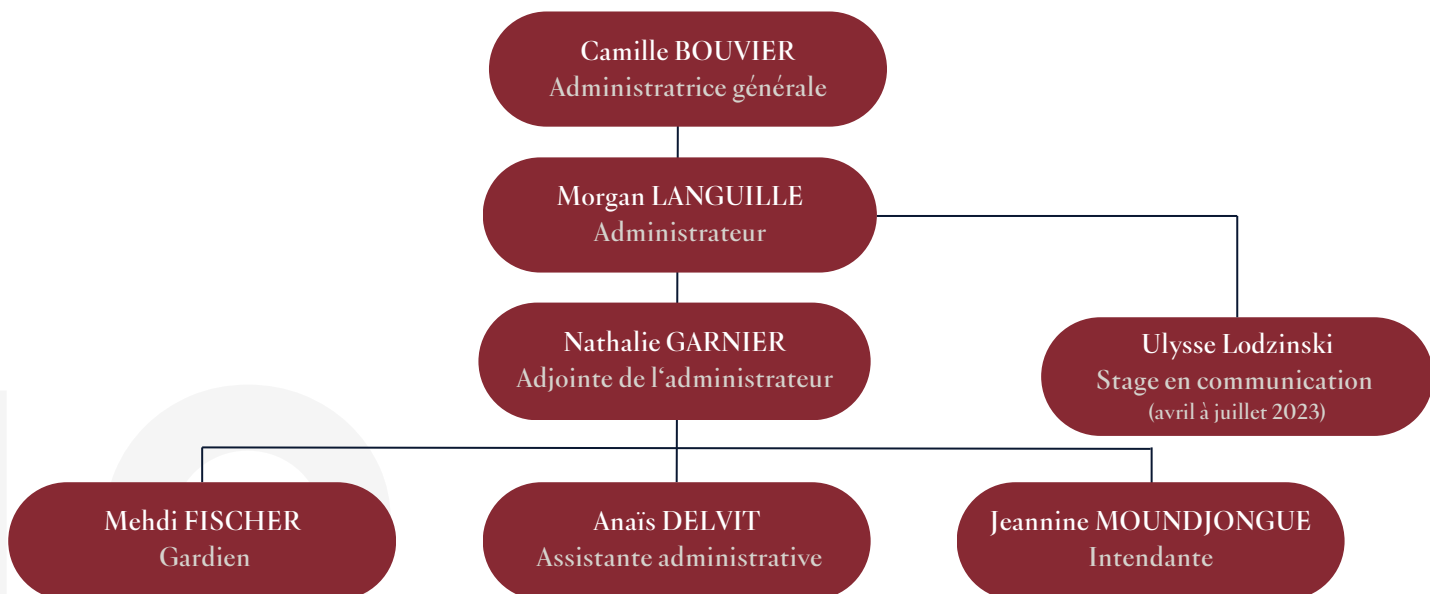 Camille BOUVIER
Administratrice générale
Morgan LANGUILLE
Administrateur
Nathalie GARNIER
Adjointe de l‘administrateur
Ulysse Lodzinski
Stage en communication
(avril à juillet 2023)
Mehdi FISCHER
Gardien
Anaïs DELVIT
Assistante administrative
Jeannine MOUNDJONGUE
Intendante